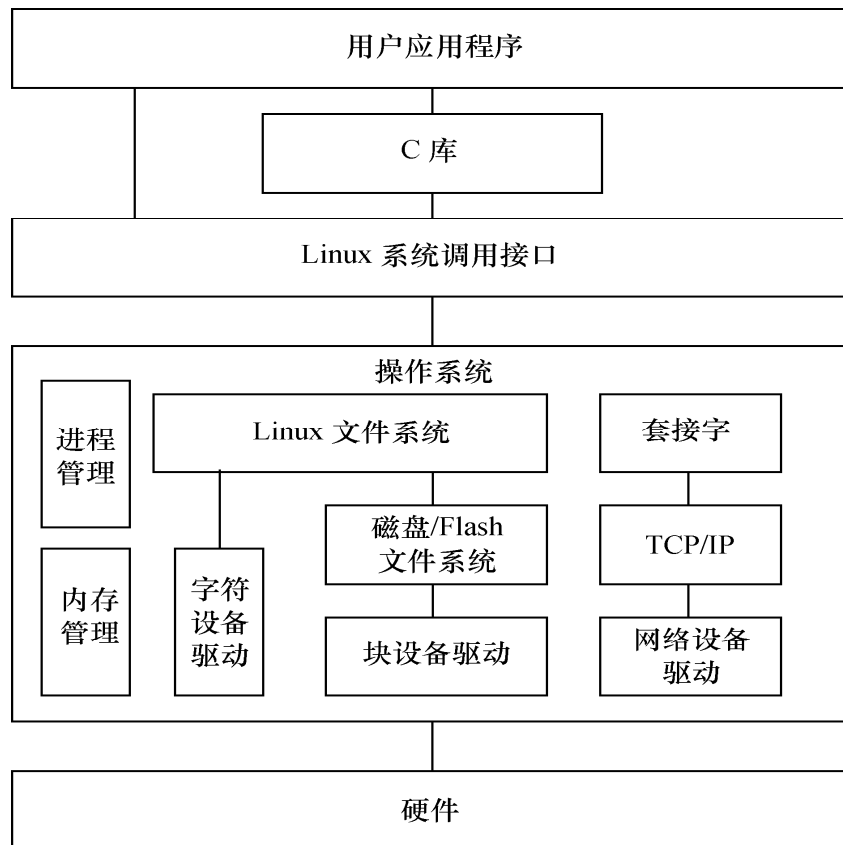 用户应用程序
C 库
Linux 系统调用接口
操作系统
进程
管理
Linux 文件系统
套接字
磁盘/Flash
文件系统
TCP/IP
内存
管理
字符
设备
驱动
块设备驱动
网络设备
驱动
硬件